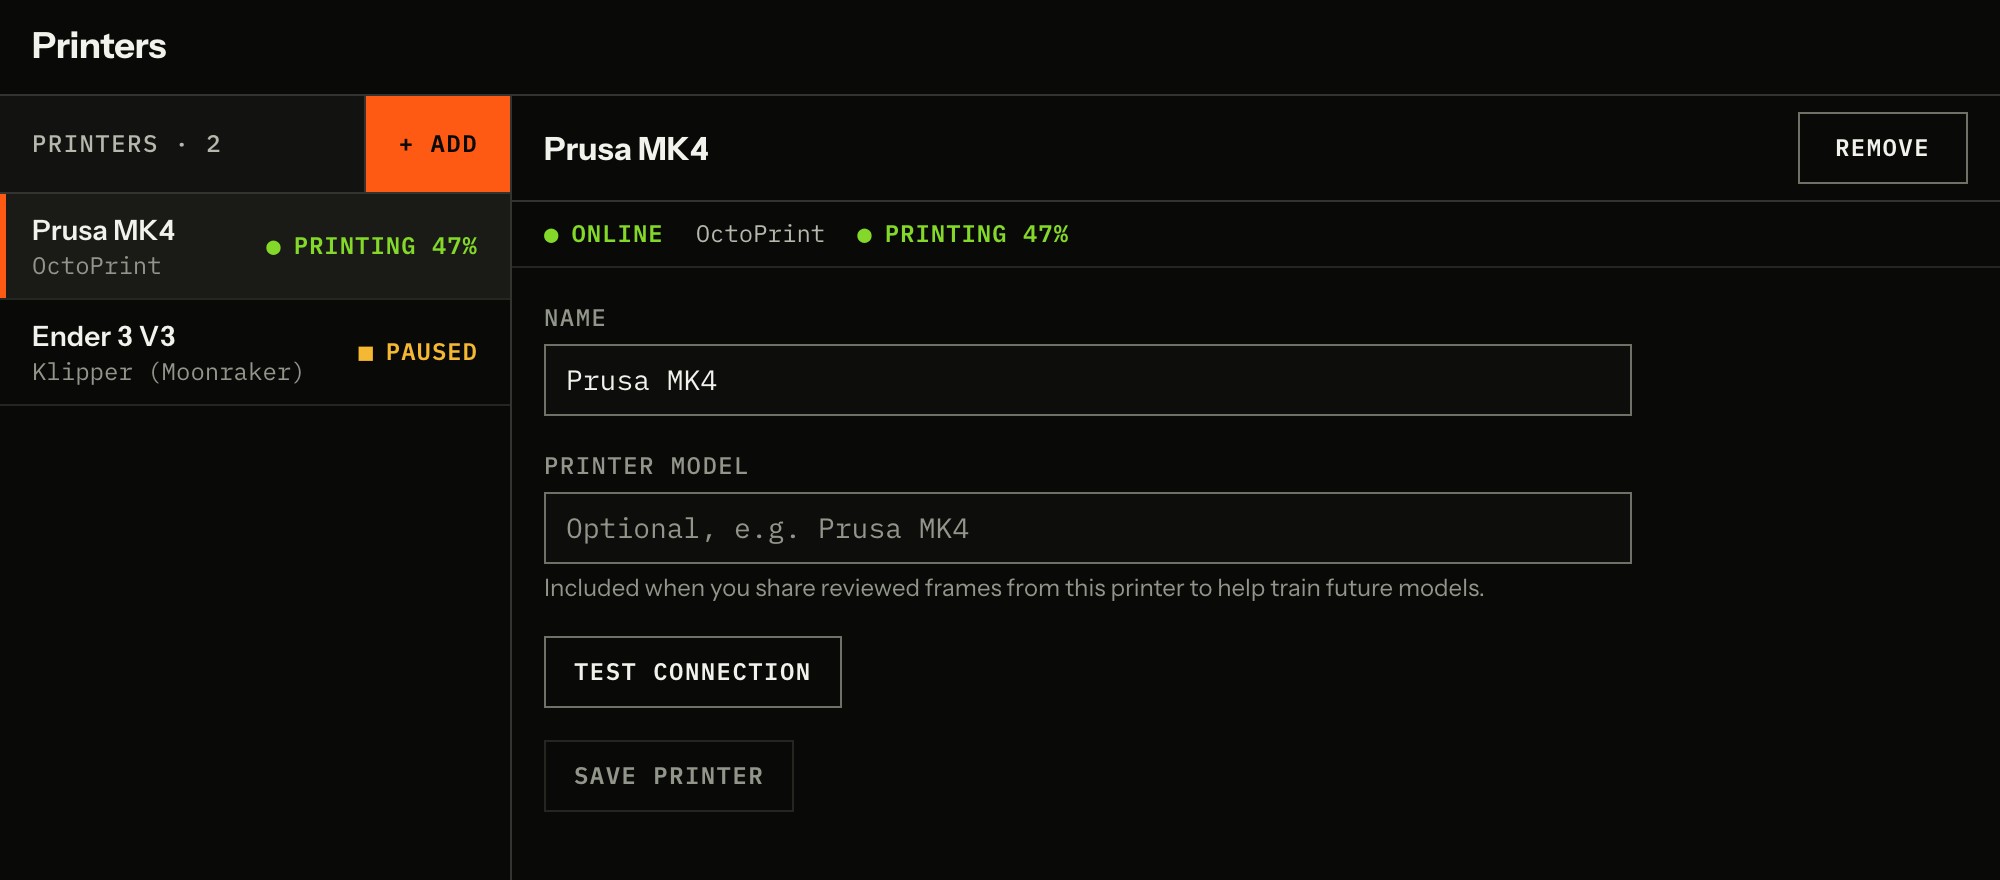 Printers
PRINTERS · 2
+ ADD
Prusa MK4
OctoPrint
PRINTING 47%
Ender 3 V3
Klipper (Moonraker)
PAUSED
Prusa MK4
REMOVE
ONLINE OctoPrint PRINTING 47%
NAME
Prusa MK4
PRINTER MODEL
Optional, e.g. Prusa MK4
Included when you share reviewed frames from this printer to help train future models.
TEST CONNECTION
SAVE PRINTER